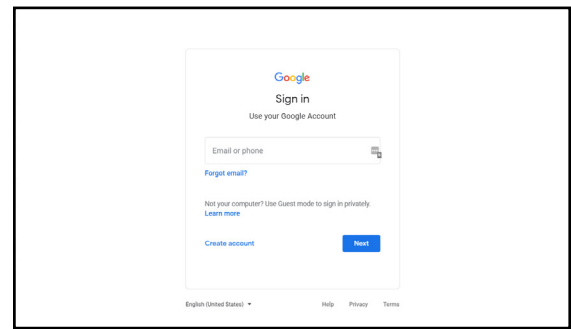 Google
Sign in
Use your Google Account
Email or phone
Forgot email?
Not your computer? Use Guest mode to sign in privately.
Learn more
Create account
Next
English (United States)
Help
Privacy
Terms